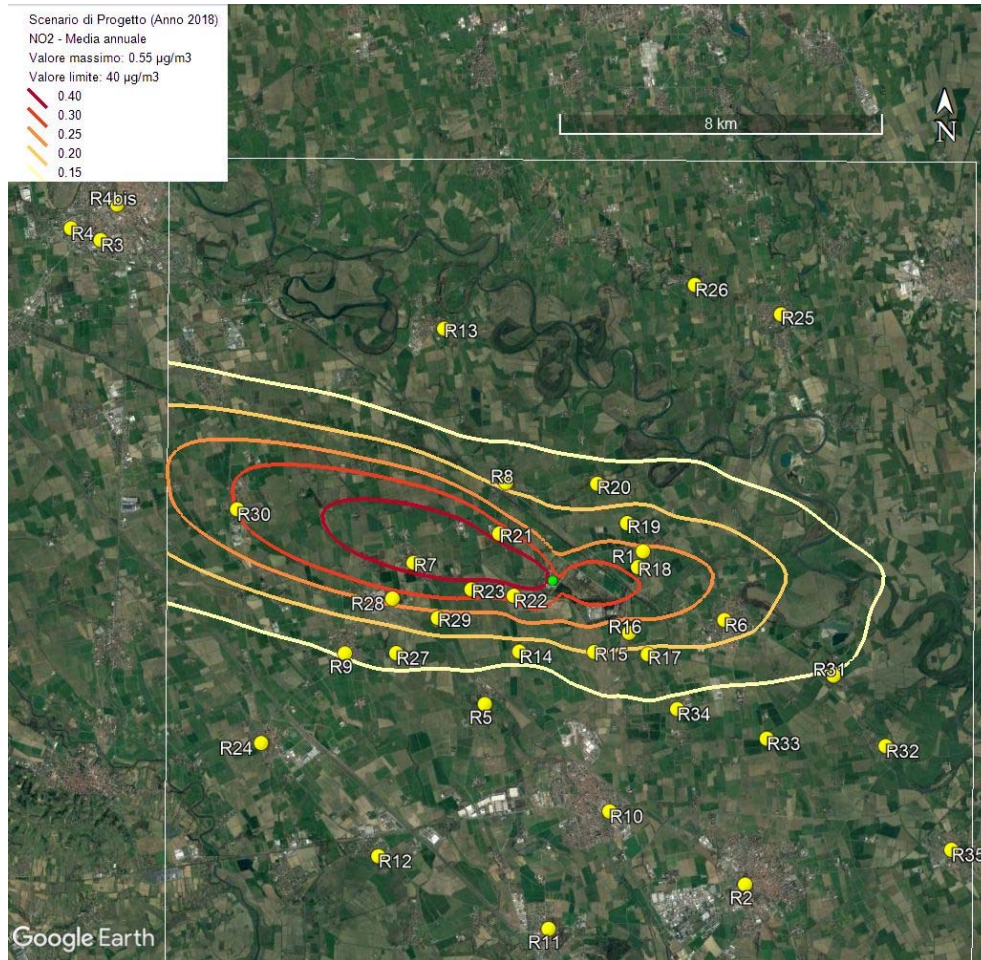 Scenario di Progetto (Anno 2018)
NO2 - Media annuale
Valore massimo: 0.55 µg/m3
Valore limite: 40 µg/m3
0.40
0.30
0.25
0.20
0.15
8 km
N
R4bis
R4
R3
R26
R25
R13
R8
R20
R30
R19
R21
R1
R18
R7
R23
R22
R28
R29
R16
R6
R9
R27
R14
R15
R17
R31
R5
R34
R24
R33
R32
R10
R12
R35
R2
R11
Google Earth